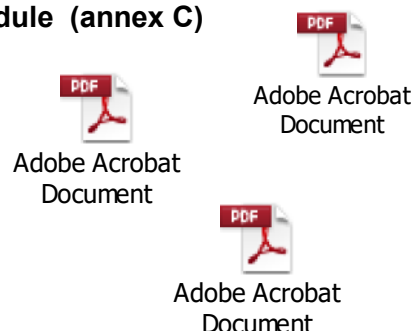 dule (annex C)
PDF
Adobe Acrobat
Document
PDF
Adobe Acrobat
Document
PDF
Adobe Acrobat
Document